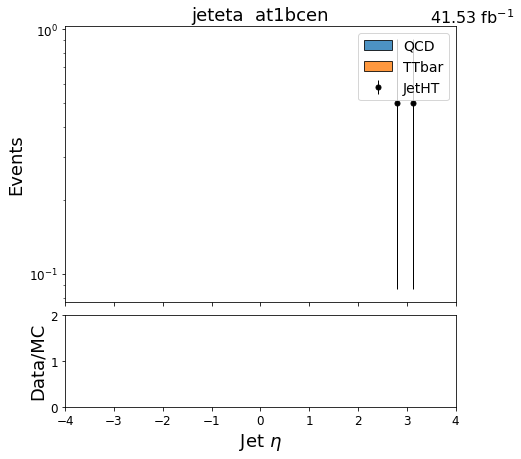 jeteta at1bcen
41.53 fb⁻¹
QCD
TTbar
JetHT
10⁰
10⁻¹
Events
2
1
0
Data/MC
−4 −3 −2 −1 0 1 2 3 4
Jet η